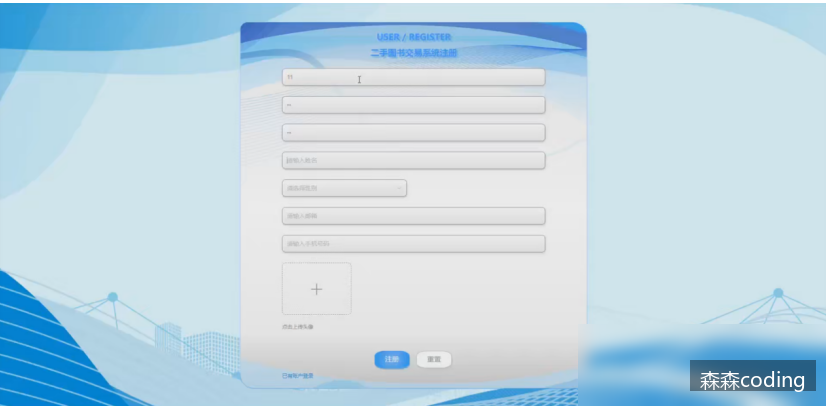 USER / REGISTER
二手图书交易系统注册
请输入姓名
请选择性别
请输入邮箱
请输入手机号码
点击上传头像
注册
重置
已有账户登录
森森coding